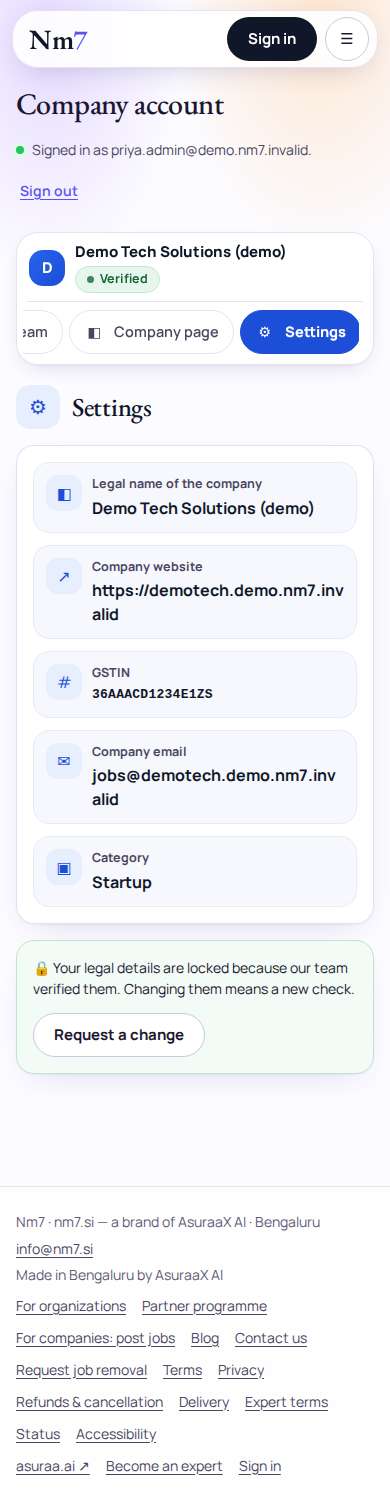 Nm7
Sign in
☰
Company account
Signed in as priya.admin@demo.nm7.invalid.
Sign out
D
Demo Tech Solutions (demo)
Verified
eam
Company page
Settings
Settings
Legal name of the company
Demo Tech Solutions (demo)
Company website
https://demotech.demo.nm7.inv
alid
#
GSTIN
36AAACD1234E1ZS
Company email
jobs@demotech.demo.nm7.inv
alid
Category
Startup
🔒 Your legal details are locked because our team
verified them. Changing them means a new check.
Request a change
Nm7 · nm7.si — a brand of AsuraaX AI · Bengaluru
info@nm7.si
Made in Bengaluru by AsuraaX AI
For organizations Partner programme
For companies: post jobs Blog Contact us
Request job removal Terms Privacy
Refunds & cancellation Delivery Expert terms
Status Accessibility
asuraa.ai ↗ Become an expert Sign in